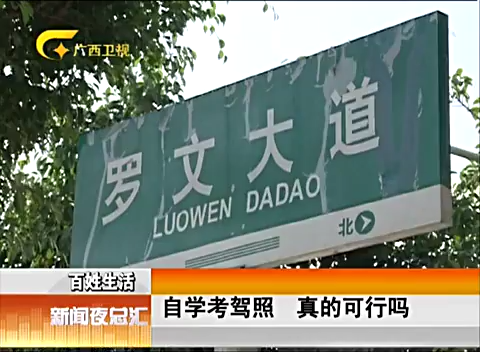 广西卫视
罗文大道
LUOWEN DADAO
北
百姓生活
新闻夜总汇
自学考驾照 真的可行吗